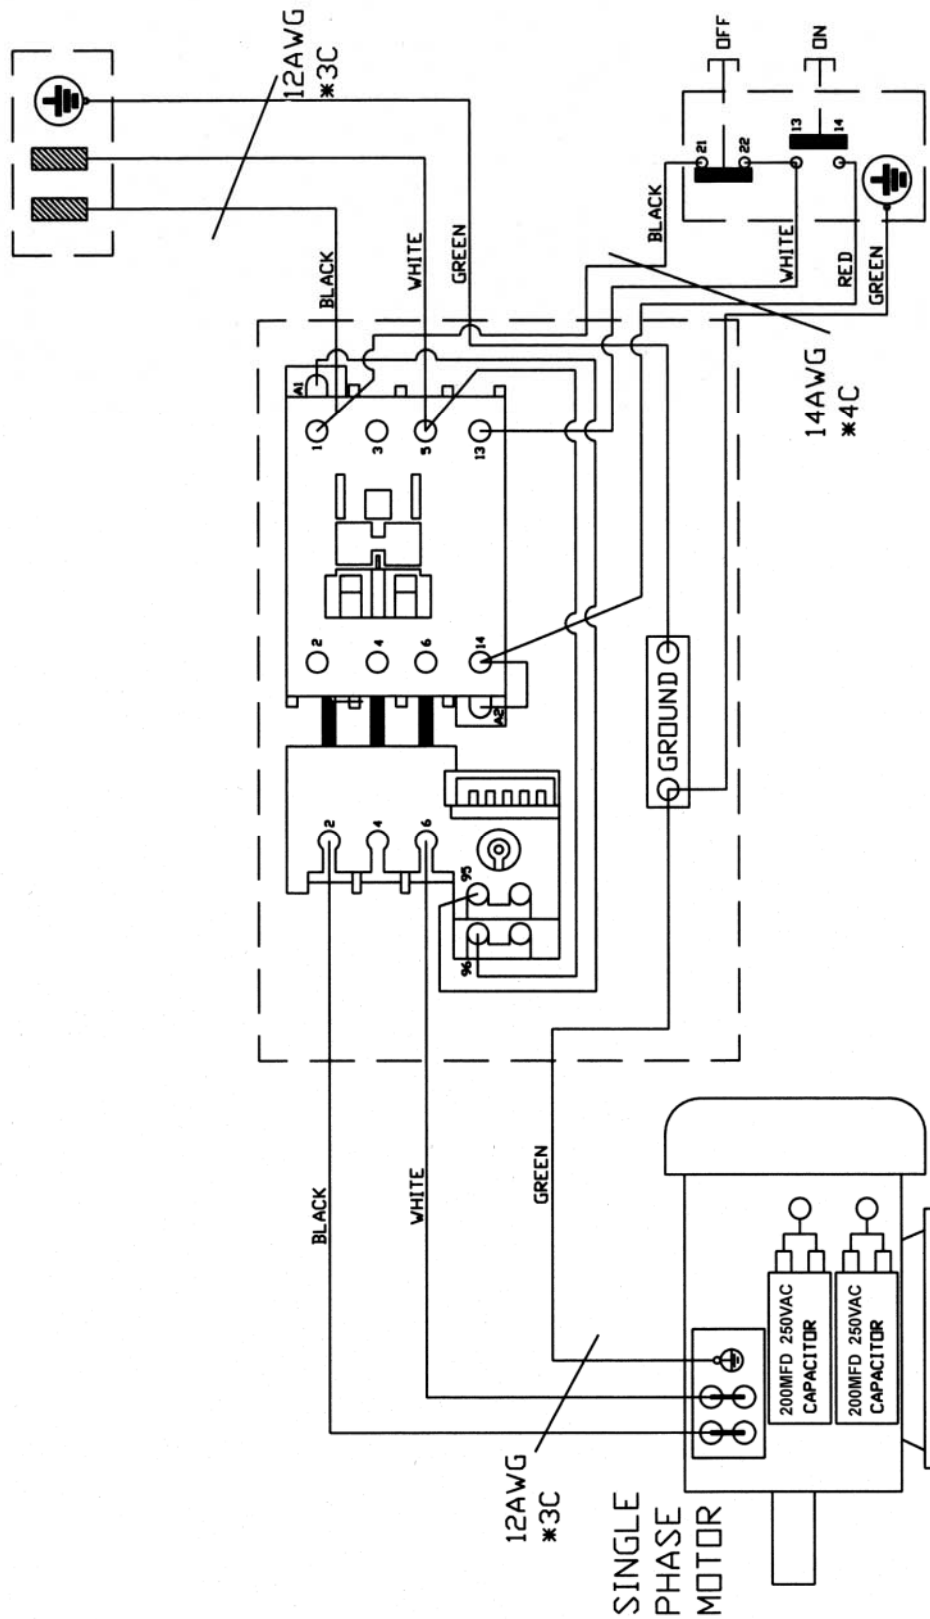 12AWG
*3C
BLACK
WHITE
GREEN
OFF
ON
21
22
13
14
BLACK
WHITE
RED
GREEN
14AWG
*4C
A1
1
3
5
13
2
4
6
14
A2
GROUND
2
4
6
95
96
BLACK
WHITE
GREEN
12AWG
*3C
SINGLE
PHASE
MOTOR
200MFD 250VAC
CAPACITOR
200MFD 250VAC
CAPACITOR